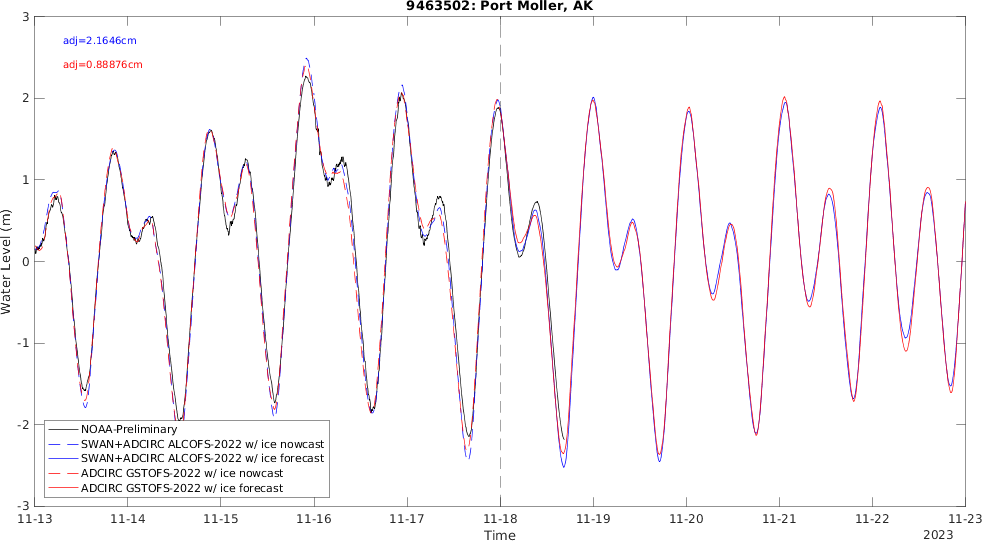 9463502: Port Moller, AK
adj=2.1646cm
adj=0.88876cm
3
2
1
0
-1
-2
-3
Water Level (m)
NOAA-Preliminary
SWAN+ADCIRC ALCOFS-2022 w/ ice nowcast
SWAN+ADCIRC ALCOFS-2022 w/ ice forecast
ADCIRC GSTOFS-2022 w/ ice nowcast
ADCIRC GSTOFS-2022 w/ ice forecast
11-13 11-14 11-15 11-16 11-17 11-18 11-19 11-20 11-21 11-22 11-23
Time
2023